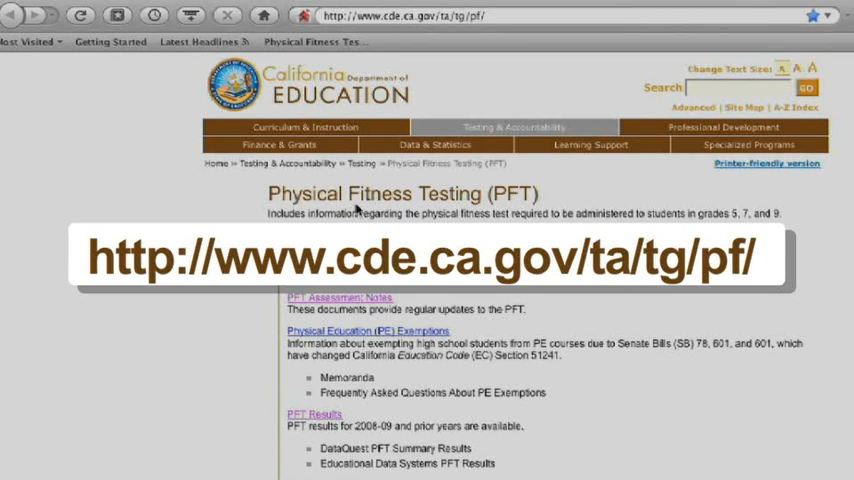 http://www.cde.ca.gov/ta/tg/pf/
Most Visited Getting Started Latest Headlines Physical Fitness Tes...
California Department of
EDUCATION
Change Text Size: A A A
Search GO
Advanced | Site Map | A-Z Index
Curriculum & Instruction Testing & Accountability Professional Development
Finance & Grants Data & Statistics Learning Support Specialized Programs
Home » Testing & Accountability » Testing » Physical Fitness Testing (PFT) Printer-friendly version
Physical Fitness Testing (PFT)
Includes information regarding the physical fitness test required to be administered to students in grades 5, 7, and 9.
http://www.cde.ca.gov/ta/tg/pf/
PFT Assessment Notes
These documents provide regular updates to the PFT.
Physical Education (PE) Exemptions
Information about exempting high school students from PE courses due to Senate Bills (SB) 78, 601, and 601, which
have changed California Education Code (EC) Section 51241.
Memoranda
Frequently Asked Questions About PE Exemptions
PFT Results
PFT results for 2008-09 and prior years are available.
DataQuest PFT Summary Results
Educational Data Systems PFT Results